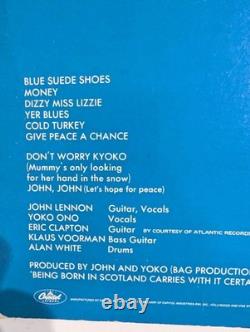 BLUE SUEDE SHOES
MONEY
DIZZY MISS LIZZIE
YER BLUES
COLD TURKEY
GIVE PEACE A CHANCE
DON'T WORRY KYOKO
(Mummy's only looking
for her hand in the snow)
JOHN, JOHN (Let's hope for peace)
JOHN LENNON Guitar, Vocals
YOKO ONO Vocals
ERIC CLAPTON Guitar BY COURTESY OF ATLANTIC RECORD
KLAUS VOORMAN Bass Guitar
ALAN WHITE Drums
PRODUCED BY JOHN AND YOKO (BAG PRODUCTION
"BEING BORN IN SCOTLAND CARRIES WITH IT CERTA
Capitol